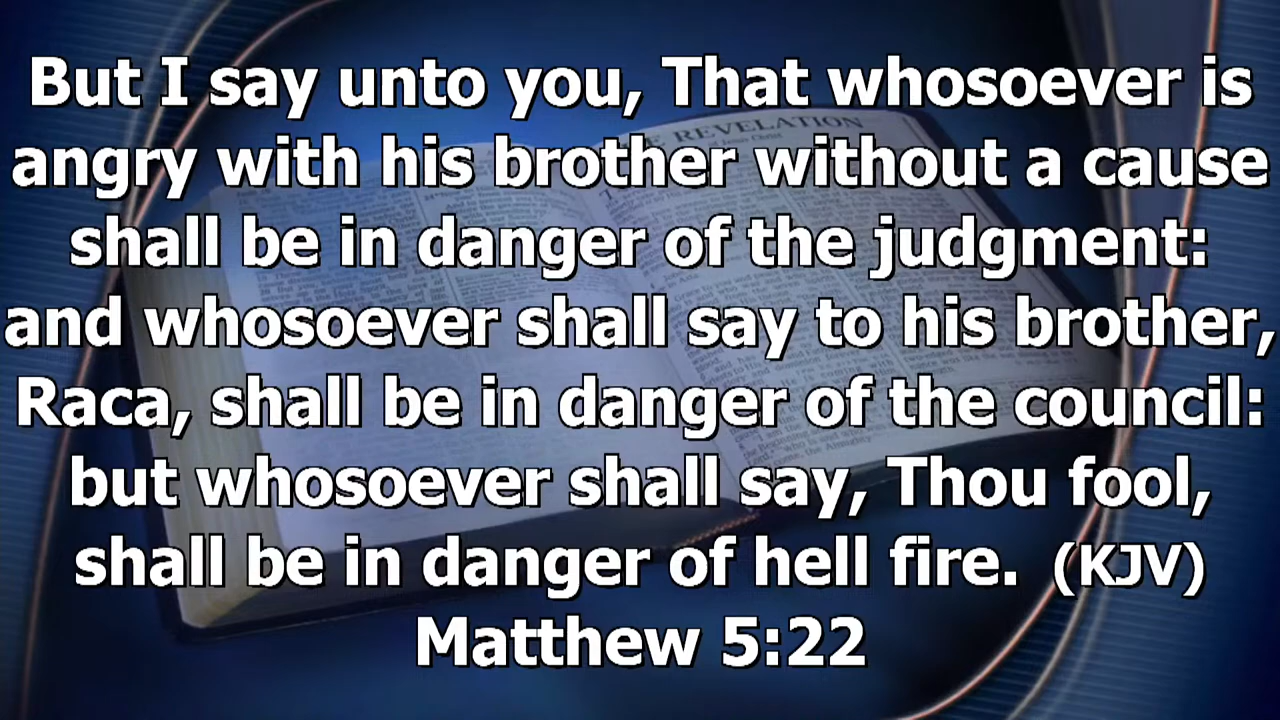 But I say unto you, That whosoever is
angry with his brother without a cause
shall be in danger of the judgment:
and whosoever shall say to his brother,
Raca, shall be in danger of the council:
but whosoever shall say, Thou fool,
shall be in danger of hell fire. (KJV)
Matthew 5:22
REVELATION